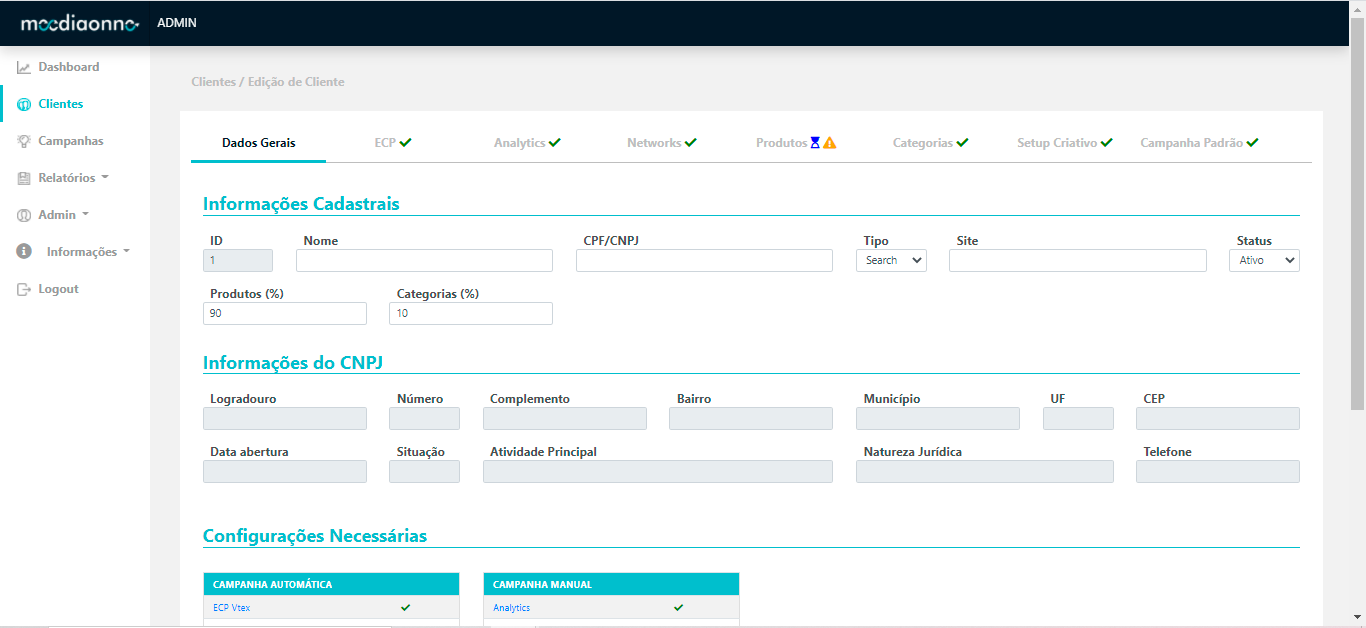 moediaonno ADMIN
Dashboard
Clientes
Campanhas
Relatórios
Admin
Informações
Logout
Clientes / Edição de Cliente
Dados Gerais ECP Analytics Networks Produtos Categorias Setup Criativo Campanha Padrão
Informações Cadastrais
ID Nome CPF/CNPJ Tipo Site Status
1 Search Ativo
Produtos (%) Categorias (%)
90 10
Informações do CNPJ
Logradouro Número Complemento Bairro Município UF CEP
Data abertura Situação Atividade Principal Natureza Jurídica Telefone
Configurações Necessárias
CAMPANHA AUTOMÁTICA CAMPANHA MANUAL
ECP Vtex Analytics